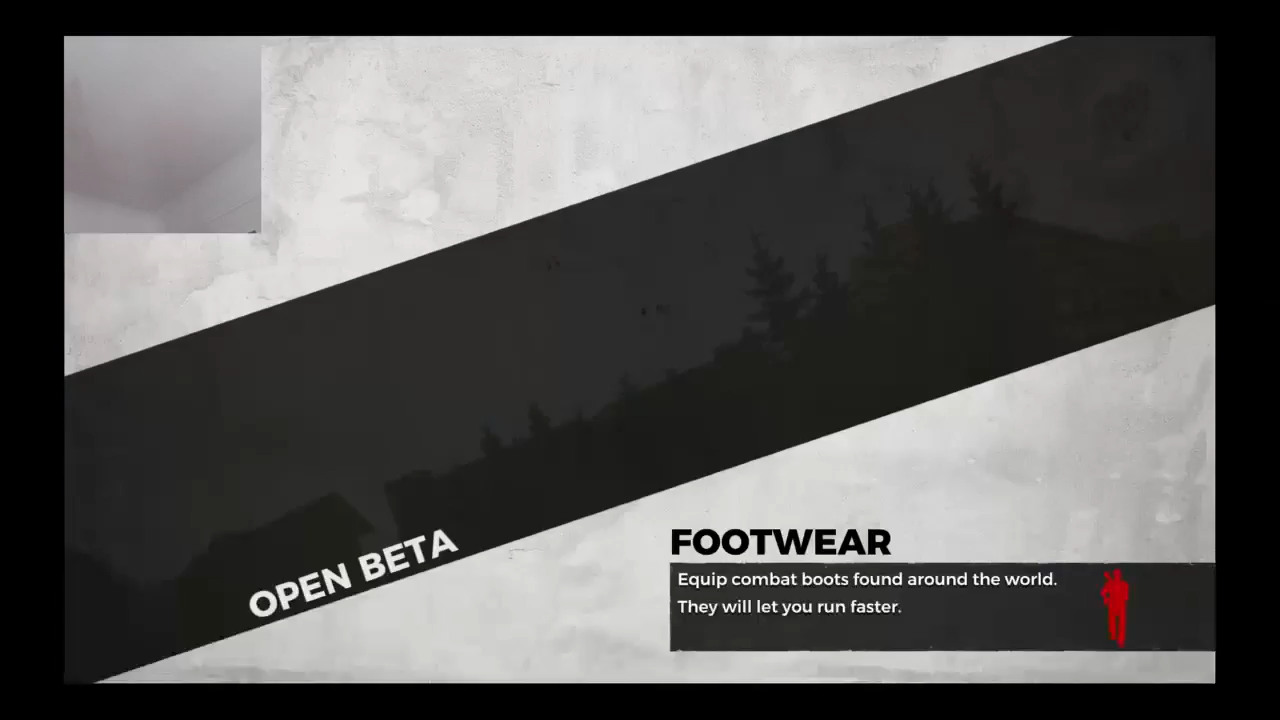 OPEN BETA
FOOTWEAR
Equip combat boots found around the world.
They will let you run faster.